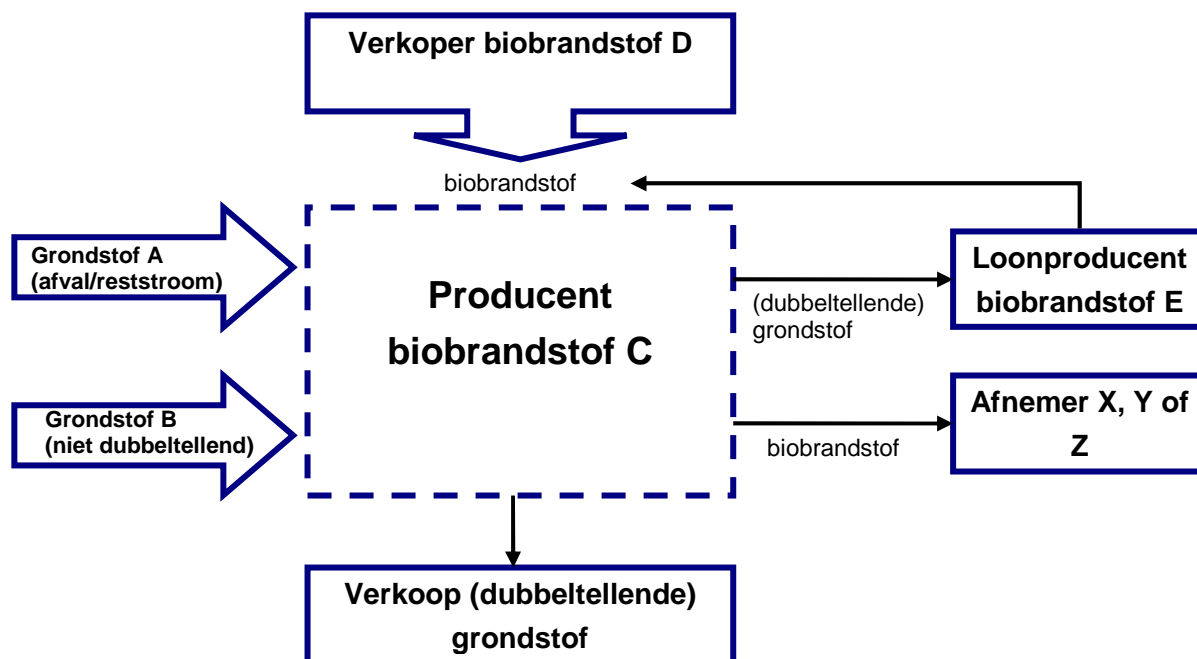 Verkoper biobrandstof D
biobrandstof
Grondstof A
(afval/reststroom)
Producent
biobrandstof C
(dubbeltellende)
grondstof
Loonproducent
biobrandstof E
Grondstof B
(niet dubbeltellend)
biobrandstof
Afnemer X, Y of
Z
Verkoop (dubbeltellende)
grondstof